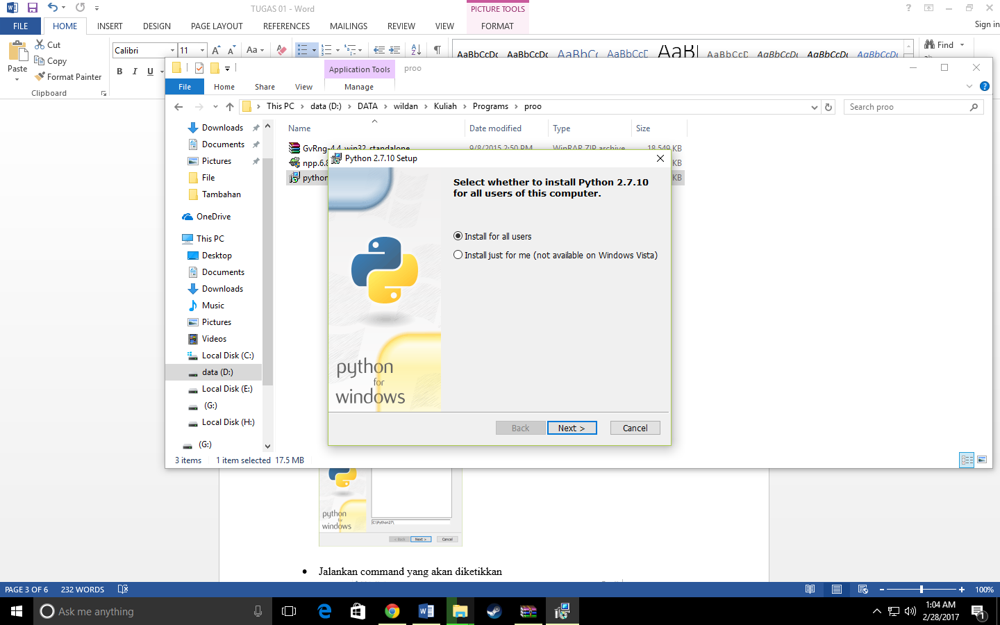 TUGAS 01 - Word
PICTURE TOOLS
FILE
HOME
INSERT
DESIGN
PAGE LAYOUT
REFERENCES
MAILINGS
REVIEW
VIEW
FORMAT
Sign in
Paste
Cut
Copy
Format Painter
Clipboard
Calibri
11
B I U
Aa
AaBbCcDc AaBbCcDc AaBbCc AaBbCcD AaB AaBbCcD AaBbCcDc AaBbCcDc AaBbCcDc
Find
Application Tools
proo
File
Home
Share
View
Manage
This PC > data (D:) > DATA > wildan > Kuliah > Programs > proo
Search proo
Name
Date modified
Type
Size
GvRng-4.4_win32_standalone 9/8/2015 2:50 PM WinRAR ZIP archive 18,549 KB
npp.6.8 KB
python KB
Downloads
Documents
Pictures
File
Tambahan
OneDrive
This PC
Desktop
Documents
Downloads
Music
Pictures
Videos
Local Disk (C:)
data (D:)
Local Disk (E:)
(G:)
Local Disk (H:)
(G:)
3 items
1 item selected 17.5 MB
Python 2.7.10 Setup
Select whether to install Python 2.7.10
for all users of this computer.
Install for all users
Install just for me (not available on Windows Vista)
python
for
windows
Back
Next >
Cancel
python
for
windows
C:\Python27\
< Back
Next >
Cancel
• Jalankan command yang akan diketikkan
PAGE 3 OF 6
232 WORDS
100%
Ask me anything
1:04 AM
2/28/2017
1